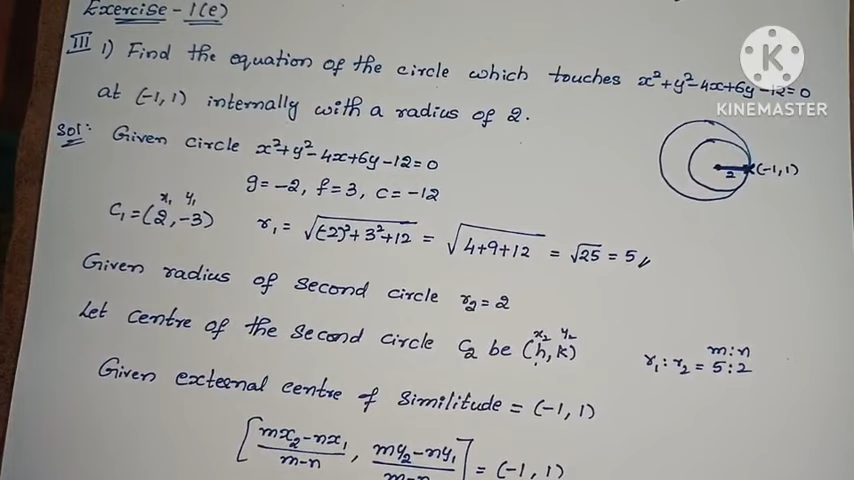 Exercise - 1(e)
III 1) Find the equation of the circle which touches x²+y²-4x+6y-12=0
at (-1,1) internally with a radius of 2.
Sol: Given circle x²+y²-4x+6y-12=0
g=-2, f=3, c=-12
x₁ y₁
C₁=(2,-3) r₁ = √(-2)²+3²+12 = √4+9+12 = √25 = 5
Given radius of second circle r₂=2
x₂ y₂
Let centre of the second circle C₂ be (h,k)
m:n
r₁:r₂ = 5:2
Given external centre of similitude = (-1,1)
[mx₂-nx₁/m-n, my₂-ny₁/m-n] = (-1,1)
2 (-1,1)
K
KINEMASTER